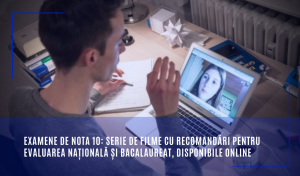 EXAMENE DE NOTA 10: SERIE DE FILME CU RECOMANDĂRI PENTRU
EVALUAREA NAȚIONALĂ ȘI BACALAUREAT, DISPONIBILE ONLINE